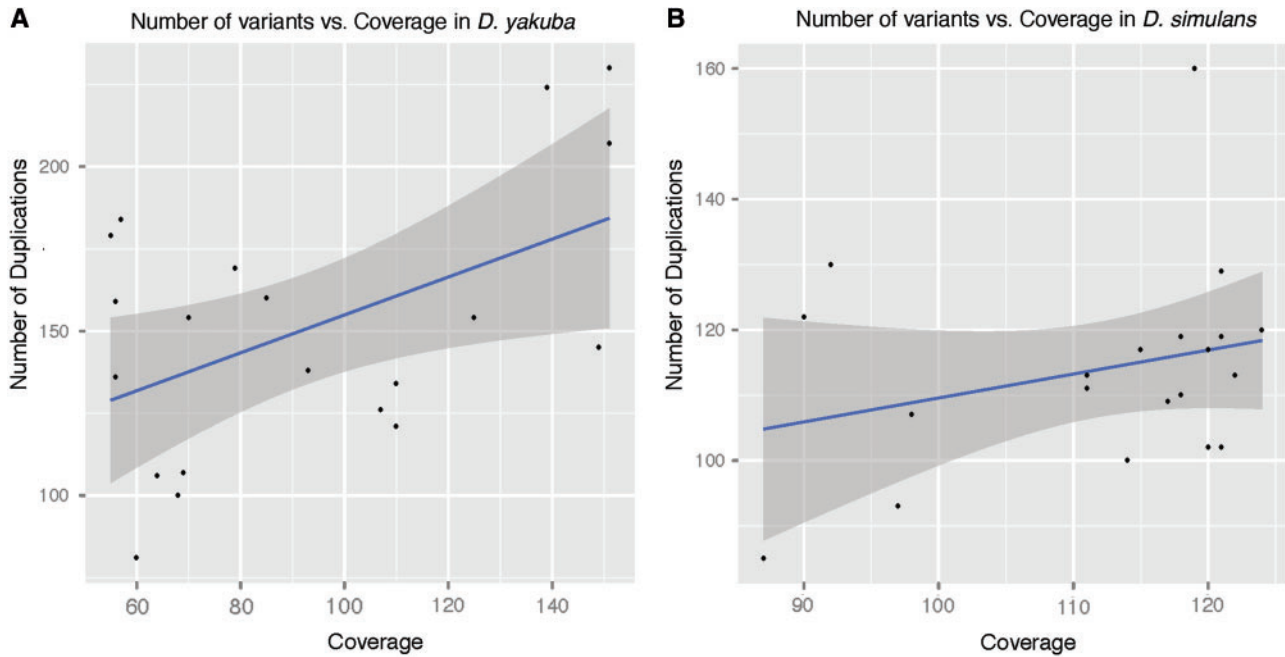 A
Number of variants vs. Coverage in D. yakuba
Number of Duplications
200
150
100
60 80 100 120 140
Coverage
B
Number of variants vs. Coverage in D. simulans
Number of Duplications
160
140
120
100
90 100 110 120
Coverage